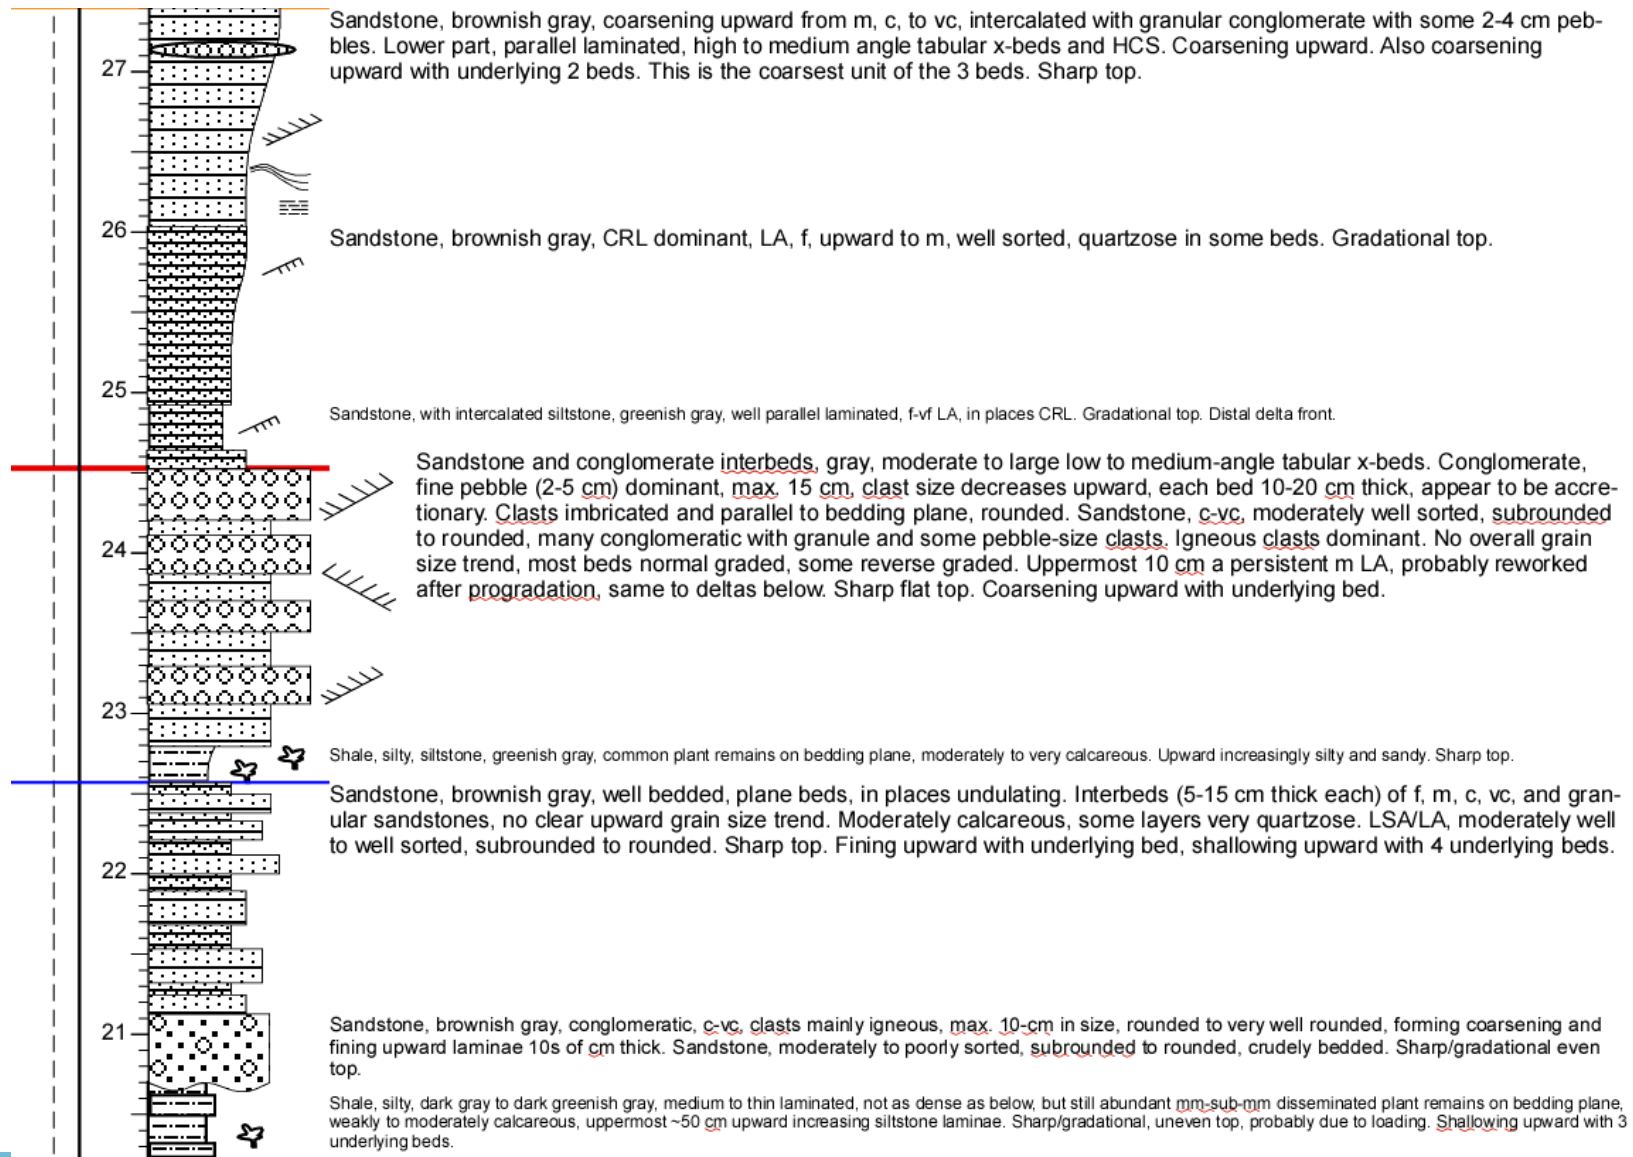 Sandstone, brownish gray, coarsening upward from m, c, to vc, intercalated with granular conglomerate with some 2-4 cm peb-
bles. Lower part, parallel laminated, high to medium angle tabular x-beds and HCS. Coarsening upward. Also coarsening
upward with underlying 2 beds. This is the coarsest unit of the 3 beds. Sharp top.
27
26
Sandstone, brownish gray, CRL dominant, LA, f, upward to m, well sorted, quartzose in some beds. Gradational top.
25
Sandstone, with intercalated siltstone, greenish gray, well parallel laminated, f-vf LA, in places CRL. Gradational top. Distal delta front.
Sandstone and conglomerate interbeds, gray, moderate to large low to medium-angle tabular x-beds. Conglomerate,
fine pebble (2-5 cm) dominant, max. 15 cm, clast size decreases upward, each bed 10-20 cm thick, appear to be accre-
tionary. Clasts imbricated and parallel to bedding plane, rounded. Sandstone, c-vc, moderately well sorted, subrounded
to rounded, many conglomeratic with granule and some pebble-size clasts. Igneous clasts dominant. No overall grain
size trend, most beds normal graded, some reverse graded. Uppermost 10 cm a persistent m LA, probably reworked
after progradation, same to deltas below. Sharp flat top. Coarsening upward with underlying bed.
24
23
Shale, silty, siltstone, greenish gray, common plant remains on bedding plane, moderately to very calcareous. Upward increasingly silty and sandy. Sharp top.
Sandstone, brownish gray, well bedded, plane beds, in places undulating. Interbeds (5-15 cm thick each) of f, m, c, vc, and gran-
ular sandstones, no clear upward grain size trend. Moderately calcareous, some layers very quartzose. LSA/LA, moderately well
to well sorted, subrounded to rounded. Sharp top. Fining upward with underlying bed, shallowing upward with 4 underlying beds.
22
21
Sandstone, brownish gray, conglomeratic, c-vc, clasts mainly igneous, max. 10-cm in size, rounded to very well rounded, forming coarsening and
fining upward laminae 10s of cm thick. Sandstone, moderately to poorly sorted, subrounded to rounded, crudely bedded. Sharp/gradational even
top.
Shale, silty, dark gray to dark greenish gray, medium to thin laminated, not as dense as below, but still abundant mm-sub-mm disseminated plant remains on bedding plane,
weakly to moderately calcareous, uppermost ~50 cm upward increasing siltstone laminae. Sharp/gradational, uneven top, probably due to loading. Shallowing upward with 3
underlying beds.